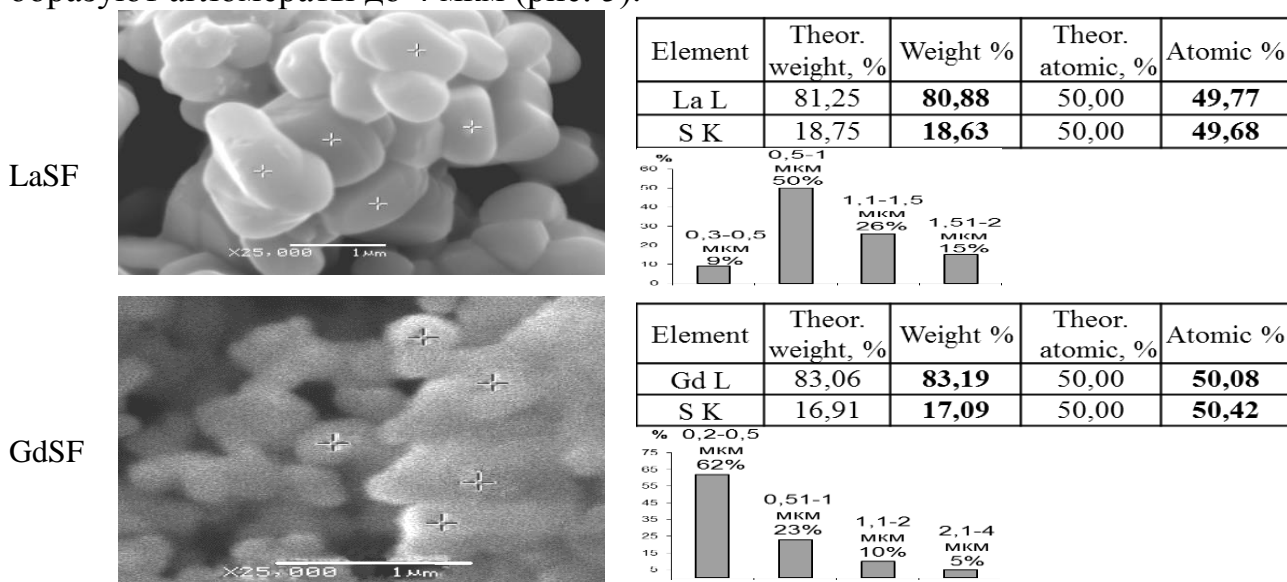 образуют агломераты до 4 мкм (рис. 5).
LaSF
X25,000 1µm
Element Theor. weight, % Weight % Theor. atomic, % Atomic %
La L 81,25 80,88 50,00 49,77
S K 18,75 18,63 50,00 49,68
%
60
50
40
30
20
10
0
0,3-0,5 мкм 9%
0,5-1 мкм 50%
1,1-1,5 мкм 26%
1,51-2 мкм 15%
GdSF
X25,000 1µm
Element Theor. weight, % Weight % Theor. atomic, % Atomic %
Gd L 83,06 83,19 50,00 50,08
S K 16,91 17,09 50,00 50,42
%
75
65
55
45
35
25
15
5
0,2-0,5 мкм 62%
0,51-1 мкм 23%
1,1-2 мкм 10%
2,1-4 мкм 5%